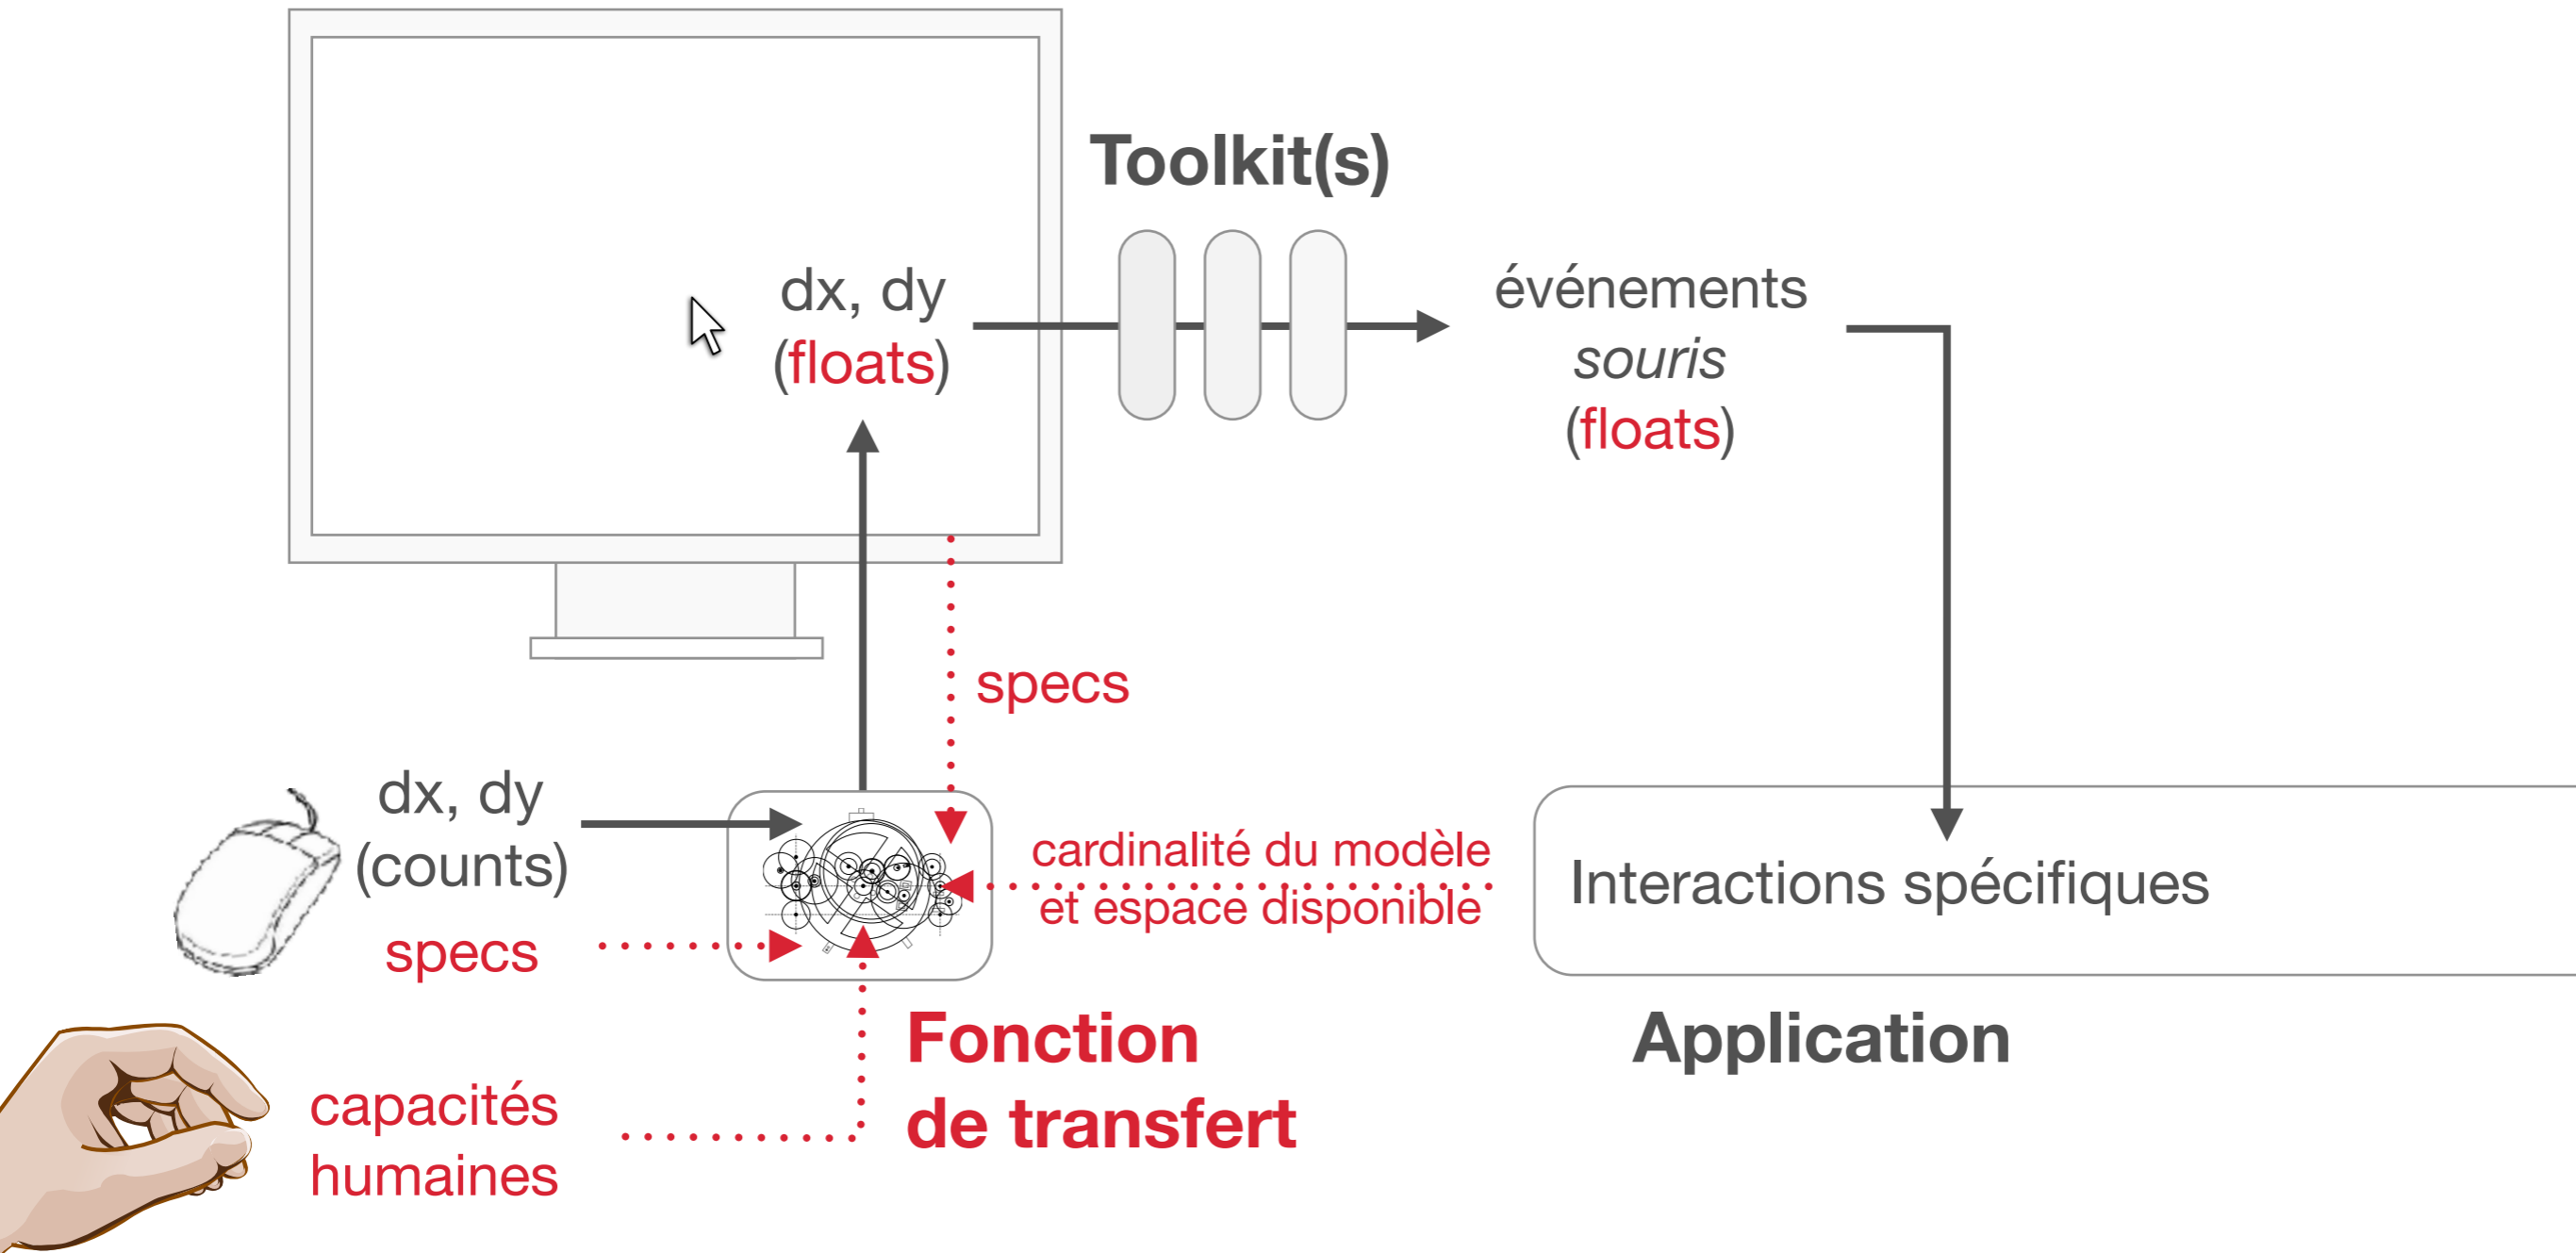 Toolkit(s)
dx, dy
(floats)
événements
souris
(floats)
specs
dx, dy
(counts)
specs
cardinalité du modèle
et espace disponible
Interactions spécifiques
Fonction
de transfert
Application
capacités
humaines